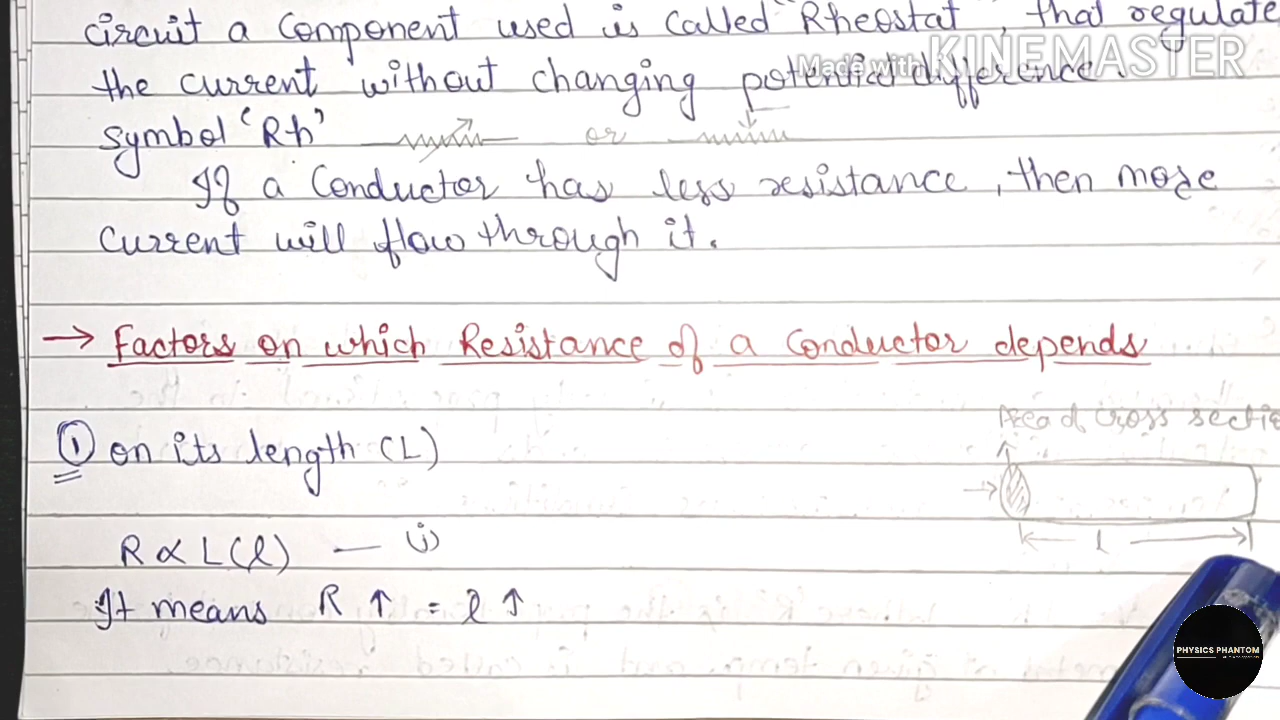 circuit a component used is called "Rheostat", that regulate
Made with KINEMASTER
the current without changing potential difference.
symbol 'Rh' or
If a Conductor has less resistance, then more
current will flow through it.
→ Factors on which Resistance of a Conductor depends
Area of cross sectio
① on its length (L)
l
R ∝ L(l) — (i)
It means R ↑ = l ↑
PHYSICS PHANTOM